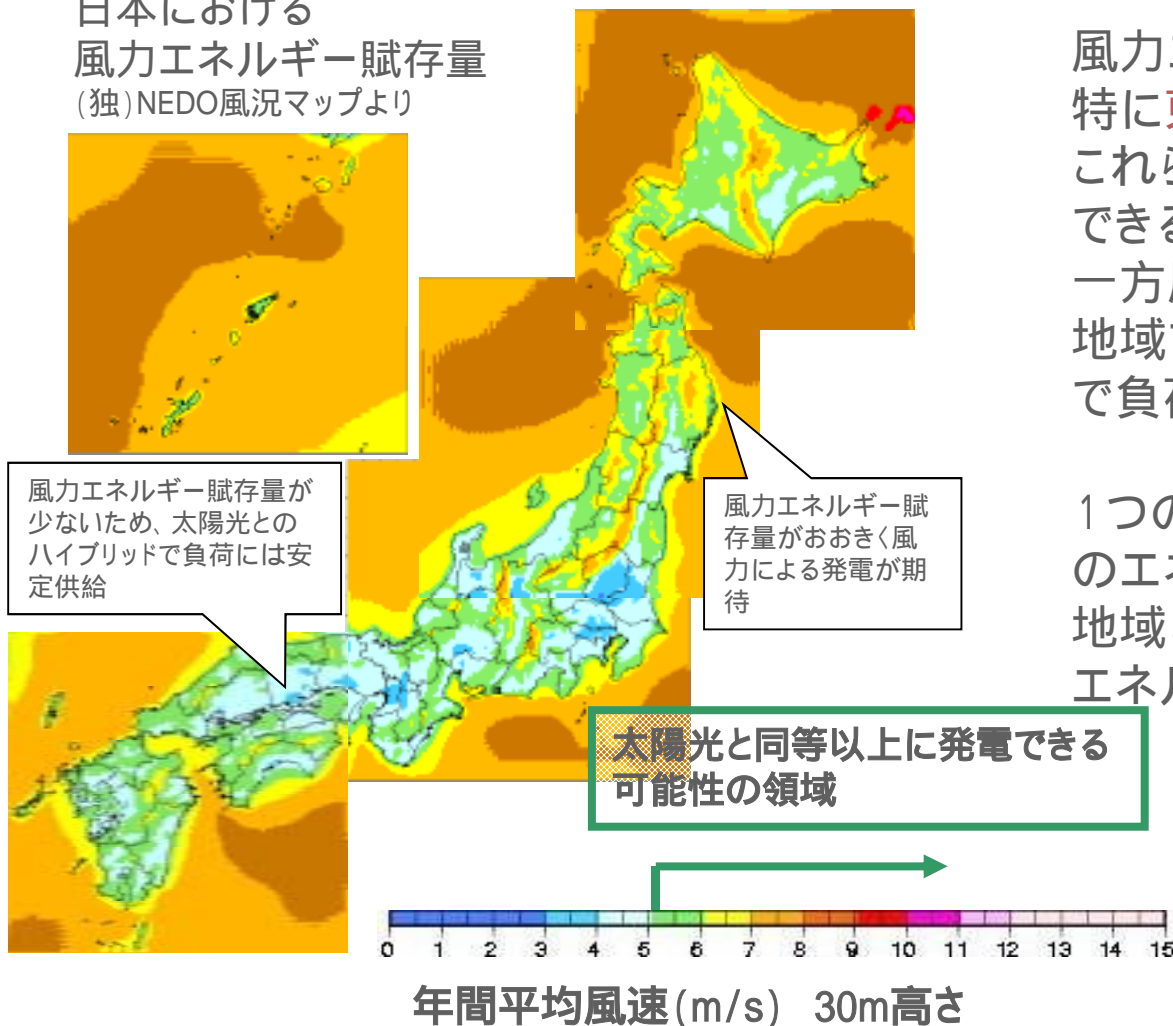 日本における
風力エネルギー賦存量
(独)NEDO風況マップより
風力エネルギー賦存量が
少ないため、太陽光との
ハイブリッドで負荷には安
定供給
風力エネルギー賦
存量がおおきく風
力による発電が期
待
太陽光と同等以上に発電できる
可能性の領域
0 1 2 3 4 5 6 7 8 9 10 11 12 13 14 15
年間平均風速(m/s) 30m高さ
風力
特に
これ
できる
一方
地域
で負
1つの
のエネ
地域
エネル